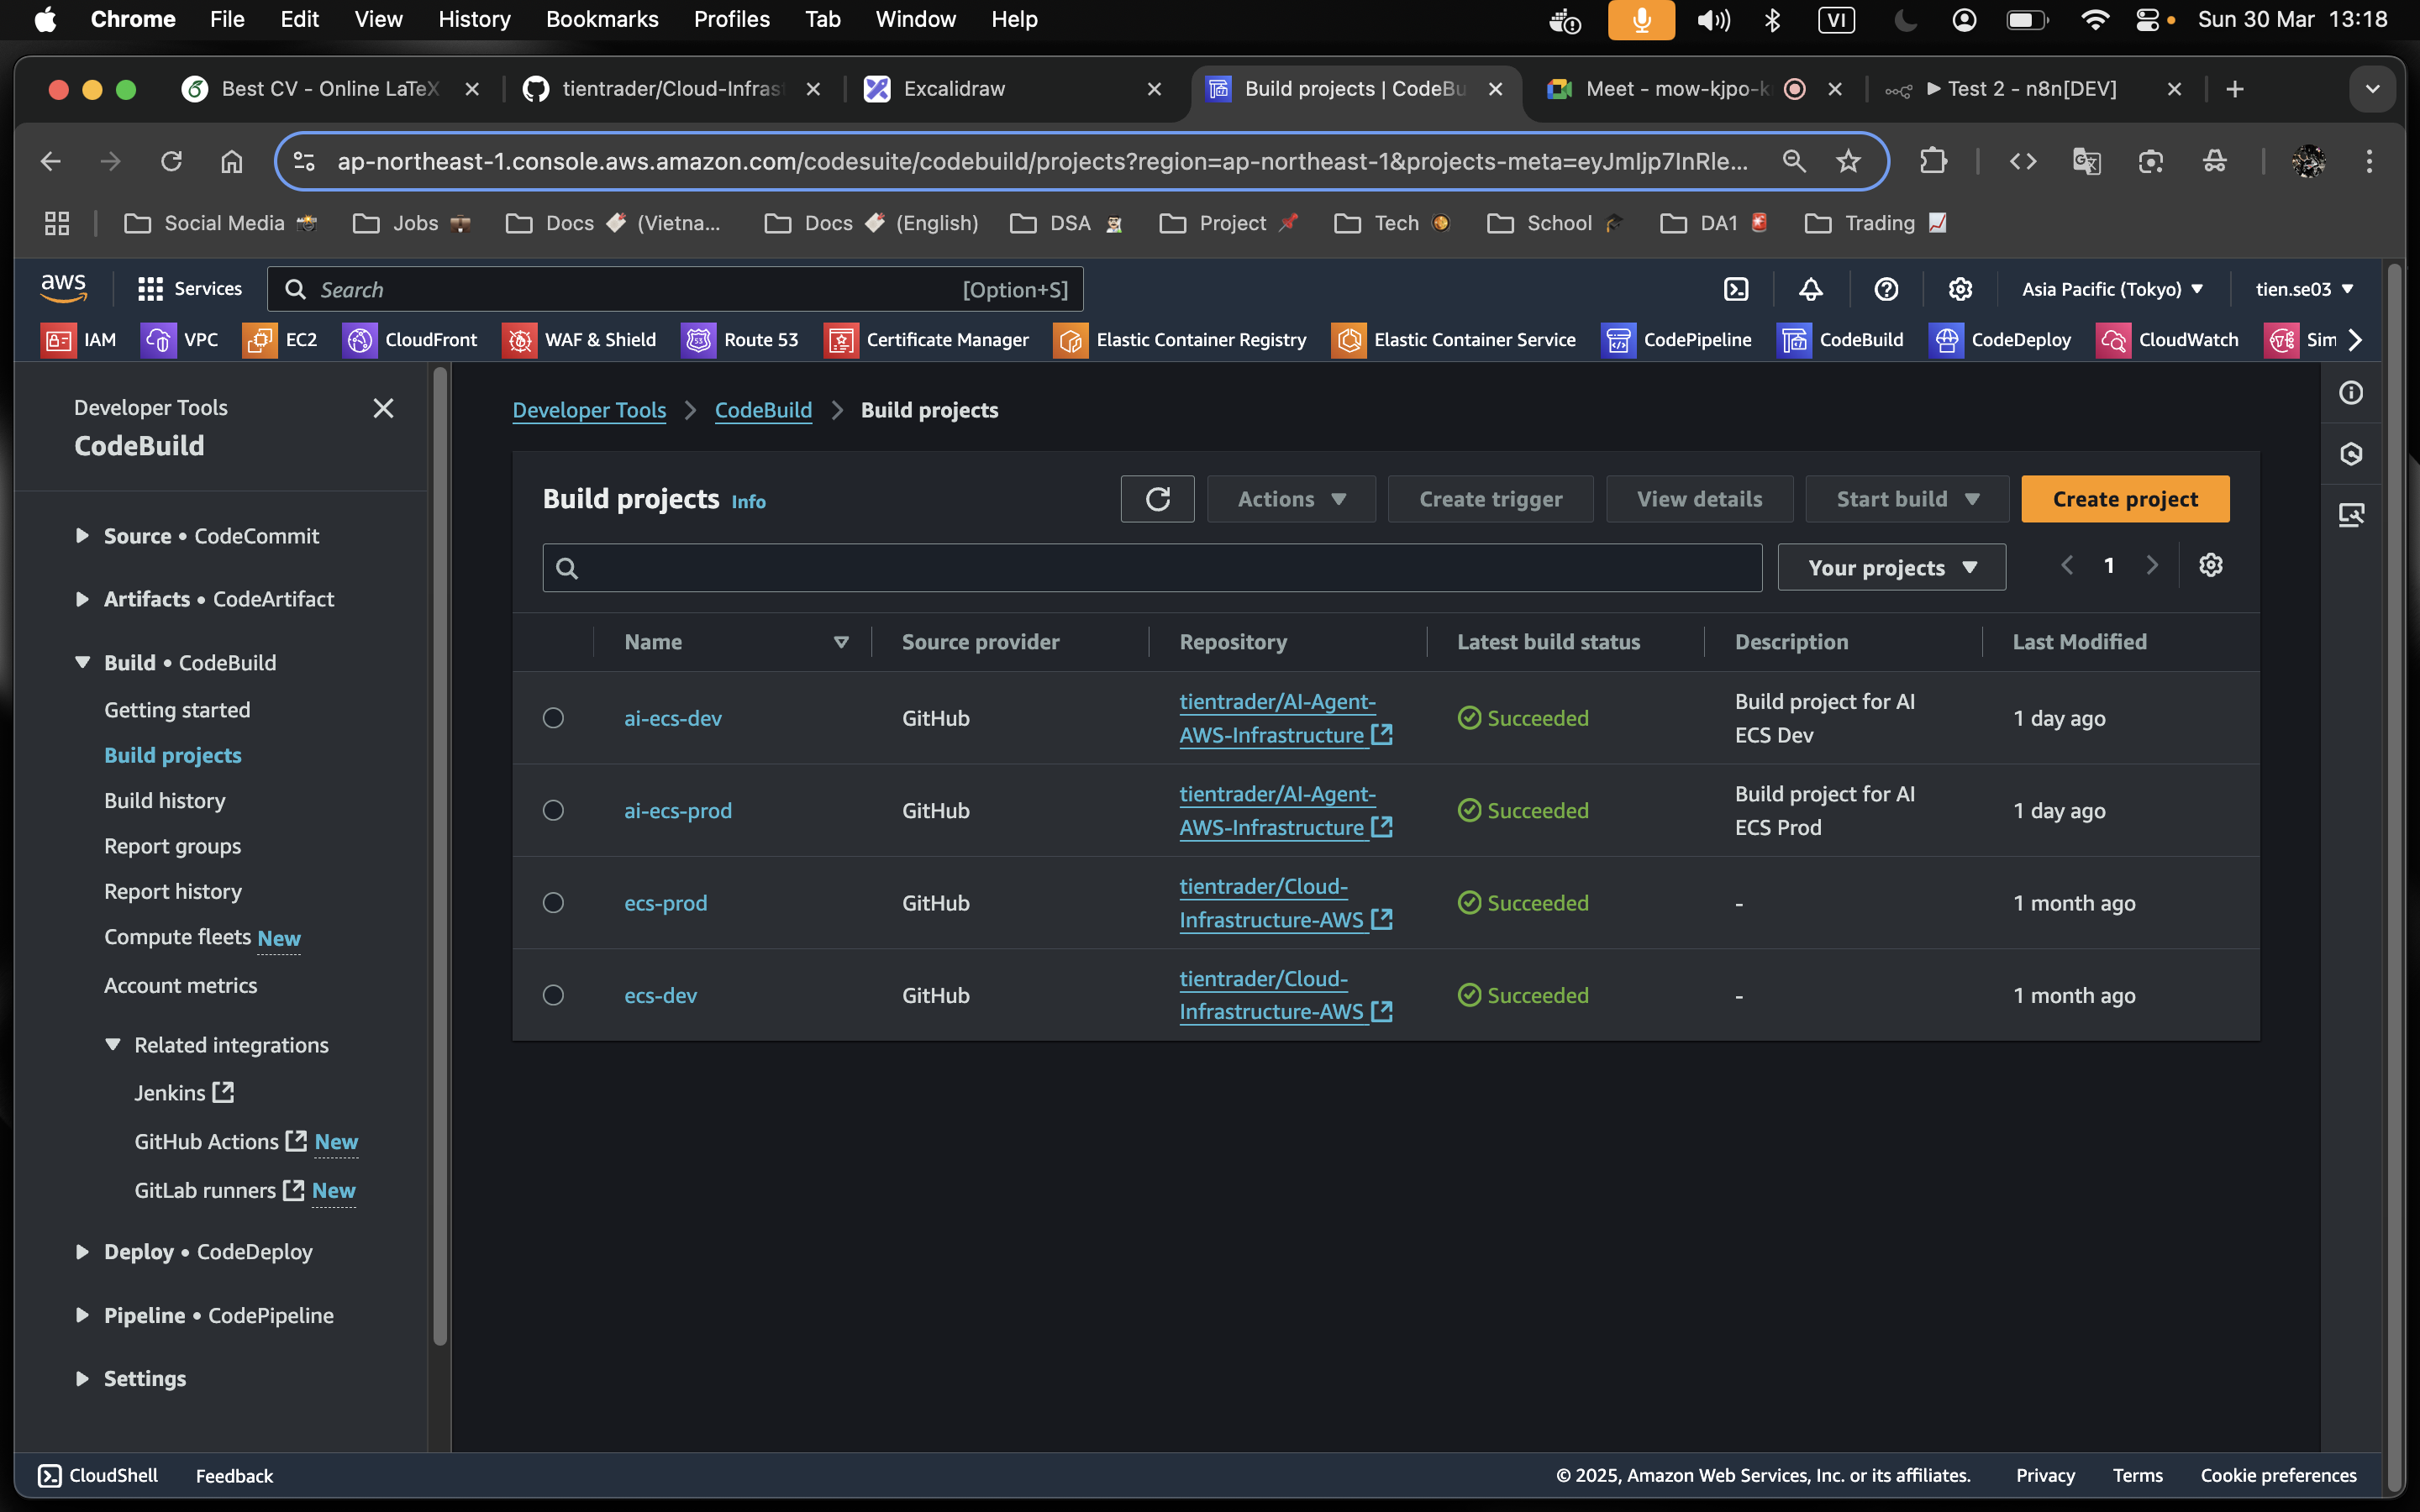 Chrome File Edit View History Bookmarks Profiles Tab Window Help VI Sun 30 Mar 13:18
Best CV - Online LaTeX tientrader/Cloud-Infras Excalidraw Build projects | CodeBu Meet - mow-kjpo-k Test 2 - n8n[DEV]
ap-northeast-1.console.aws.amazon.com/codesuite/codebuild/projects?region=ap-northeast-1&projects-meta=eyJmIjp7InRle...
Social Media Jobs Docs (Vietna... Docs (English) DSA Project Tech School DA1 Trading
aws Services Search [Option+S] Asia Pacific (Tokyo) tien.se03
IAM VPC EC2 CloudFront WAF & Shield Route 53 Certificate Manager Elastic Container Registry Elastic Container Service CodePipeline CodeBuild CodeDeploy CloudWatch Sim
Developer Tools
CodeBuild
Source • CodeCommit
Artifacts • CodeArtifact
Build • CodeBuild
Getting started
Build projects
Build history
Report groups
Report history
Compute fleets New
Account metrics
Related integrations
Jenkins
GitHub Actions New
GitLab runners New
Deploy • CodeDeploy
Pipeline • CodePipeline
Settings
Developer Tools CodeBuild Build projects
Build projects Info Actions Create trigger View details Start build Create project
Your projects 1
Name Source provider Repository Latest build status Description Last Modified
ai-ecs-dev GitHub tientrader/AI-Agent-
AWS-Infrastructure Succeeded Build project for AI
ECS Dev 1 day ago
ai-ecs-prod GitHub tientrader/AI-Agent-
AWS-Infrastructure Succeeded Build project for AI
ECS Prod 1 day ago
ecs-prod GitHub tientrader/Cloud-
Infrastructure-AWS Succeeded - 1 month ago
ecs-dev GitHub tientrader/Cloud-
Infrastructure-AWS Succeeded - 1 month ago
CloudShell Feedback © 2025, Amazon Web Services, Inc. or its affiliates. Privacy Terms Cookie preferences